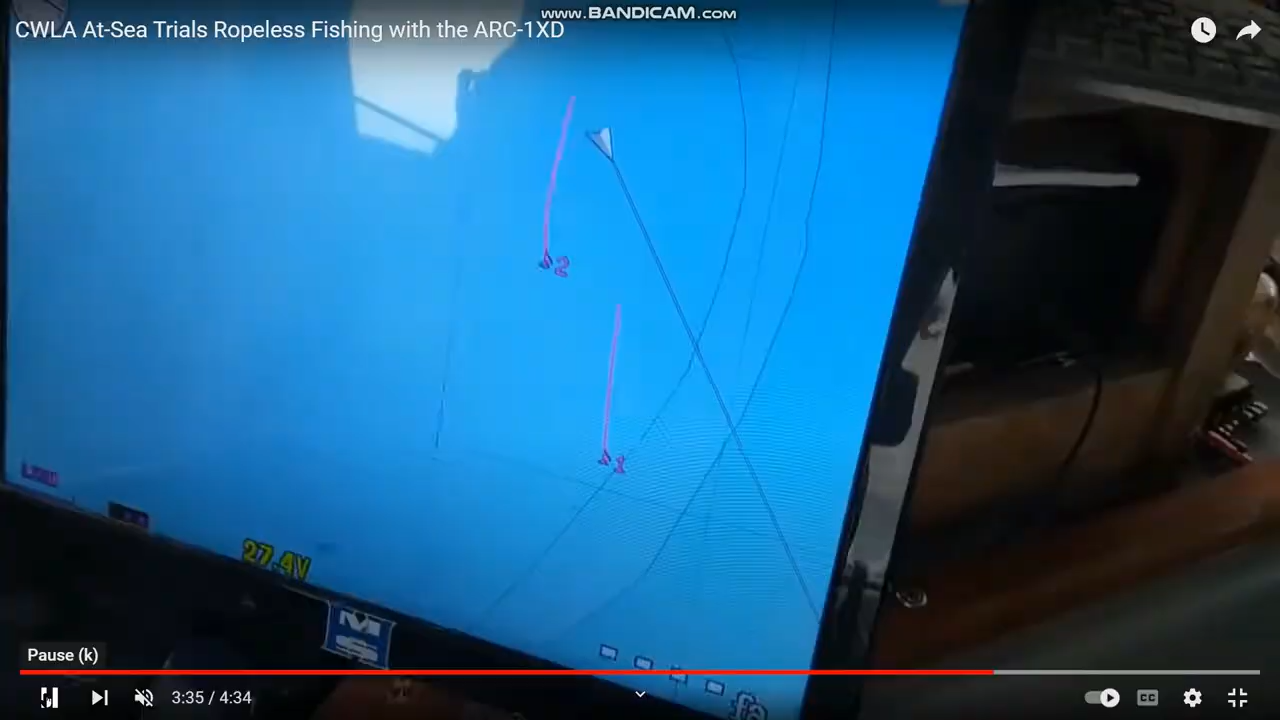 www.BANDICAM.com
CWLA At-Sea Trials Ropeless Fishing with the ARC-1XD
2
1
27.4V
Pause (k)
3:35 / 4:34
CC